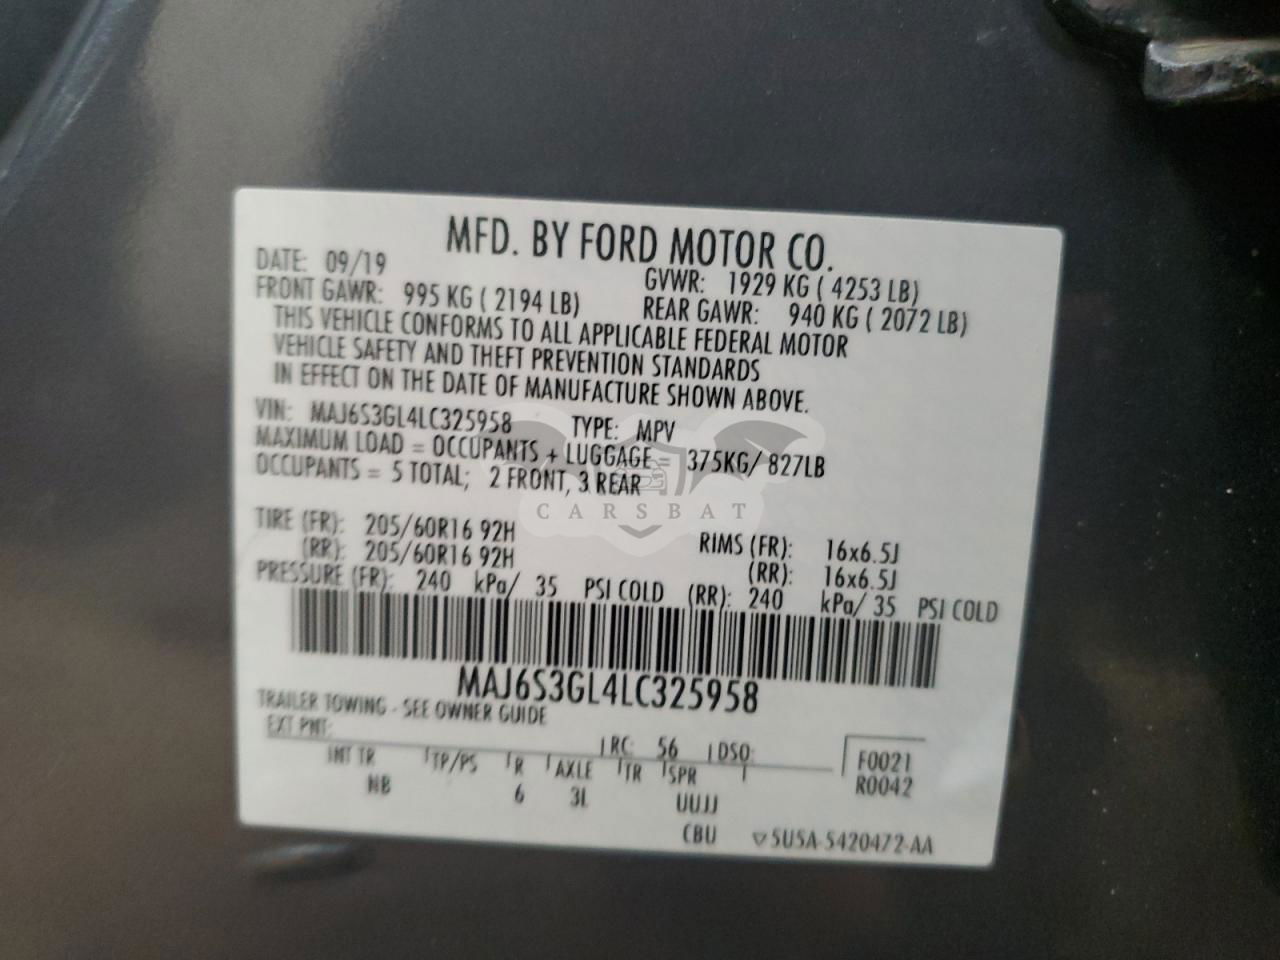 MFD. BY FORD MOTOR CO.
DATE: 09/19 GVWR: 1929 KG ( 4253 LB)
FRONT GAWR: 995 KG ( 2194 LB) REAR GAWR: 940 KG ( 2072 LB)
THIS VEHICLE CONFORMS TO ALL APPLICABLE FEDERAL MOTOR
VEHICLE SAFETY AND THEFT PREVENTION STANDARDS
IN EFFECT ON THE DATE OF MANUFACTURE SHOWN ABOVE.
VIN: MAJ6S3GL4LC325958 TYPE: MPV
MAXIMUM LOAD = OCCUPANTS + LUGGAGE = 375KG/ 827LB
OCCUPANTS = 5 TOTAL; 2 FRONT, 3 REAR
CARSBAT
TIRE (FR): 205/60R16 92H RIMS (FR): 16x6.5J
(RR): 205/60R16 92H (RR): 16x6.5J
PRESSURE (FR): 240 kPa/ 35 PSI COLD (RR): 240 kPa/ 35 PSI COLD
MAJ6S3GL4LC325958
TRAILER TOWING - SEE OWNER GUIDE
EXT PNT: RC: 56 DSO: F0021
INT TR TP/PS R AXLE TR SPR R0042
NB 6 3L UUJJ
CBU ▽5U5A-5420472-AA